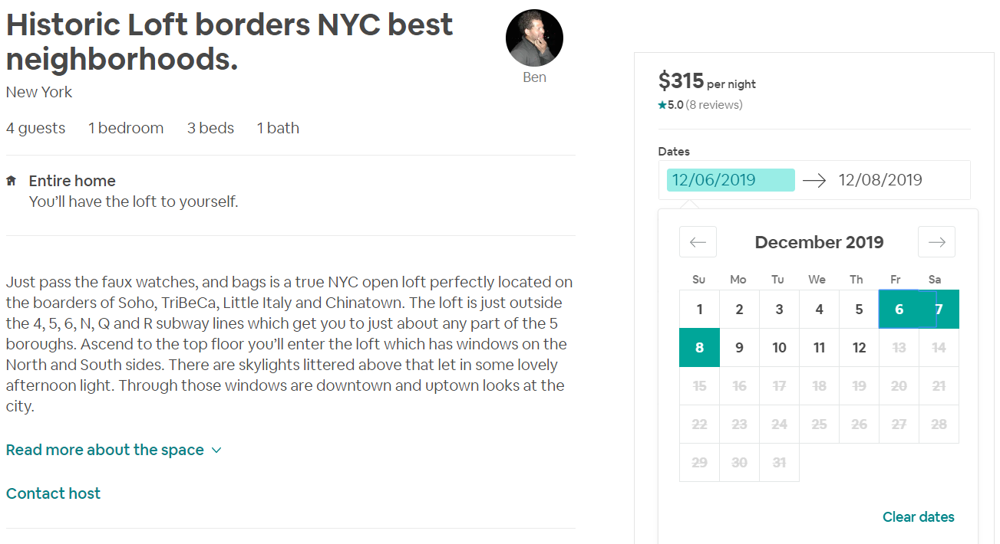 Historic Loft borders NYC best
neighborhoods.
Ben
New York
4 guests 1 bedroom 3 beds 1 bath
Entire home
You’ll have the loft to yourself.
Just pass the faux watches, and bags is a true NYC open loft perfectly located on
the boarders of Soho, TriBeCa, Little Italy and Chinatown. The loft is just outside
the 4, 5, 6, N, Q and R subway lines which get you to just about any part of the 5
boroughs. Ascend to the top floor you’ll enter the loft which has windows on the
North and South sides. There are skylights littered above that let in some lovely
afternoon light. Through those windows are downtown and uptown looks at the
city.
Read more about the space
Contact host
$315 per night
5.0 (8 reviews)
Dates
12/06/2019 → 12/08/2019
← December 2019 →
Su Mo Tu We Th Fr Sa
1 2 3 4 5 6 7
8 9 10 11 12 13 14
15 16 17 18 19 20 21
22 23 24 25 26 27 28
29 30 31
Clear dates